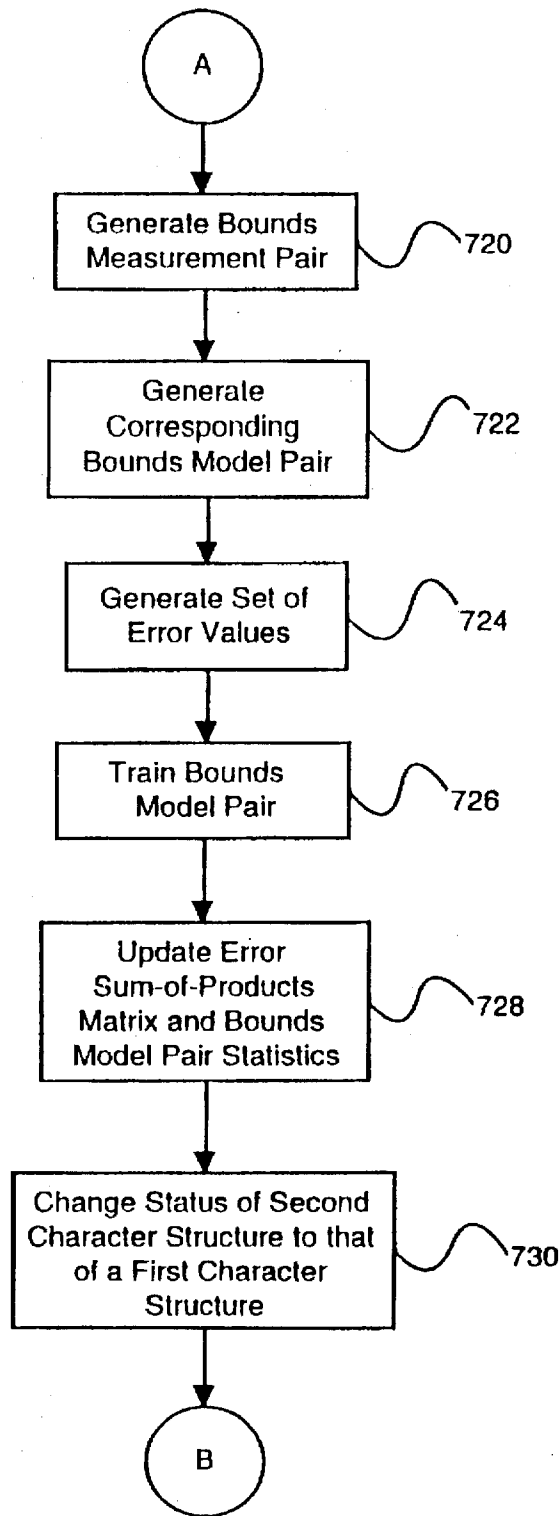 A
Generate Bounds
Measurement Pair
720
Generate
Corresponding
Bounds Model Pair
722
Generate Set of
Error Values
724
Train Bounds
Model Pair
726
Update Error
Sum-of-Products
Matrix and Bounds
Model Pair Statistics
728
Change Status of Second
Character Structure to that
of a First Character
Structure
730
B